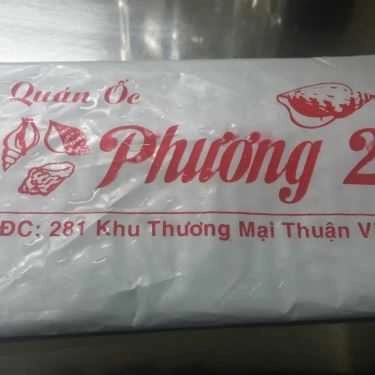 Quán Ốc
Phương 2
ĐC: 281 Khu Thương Mại Thuận